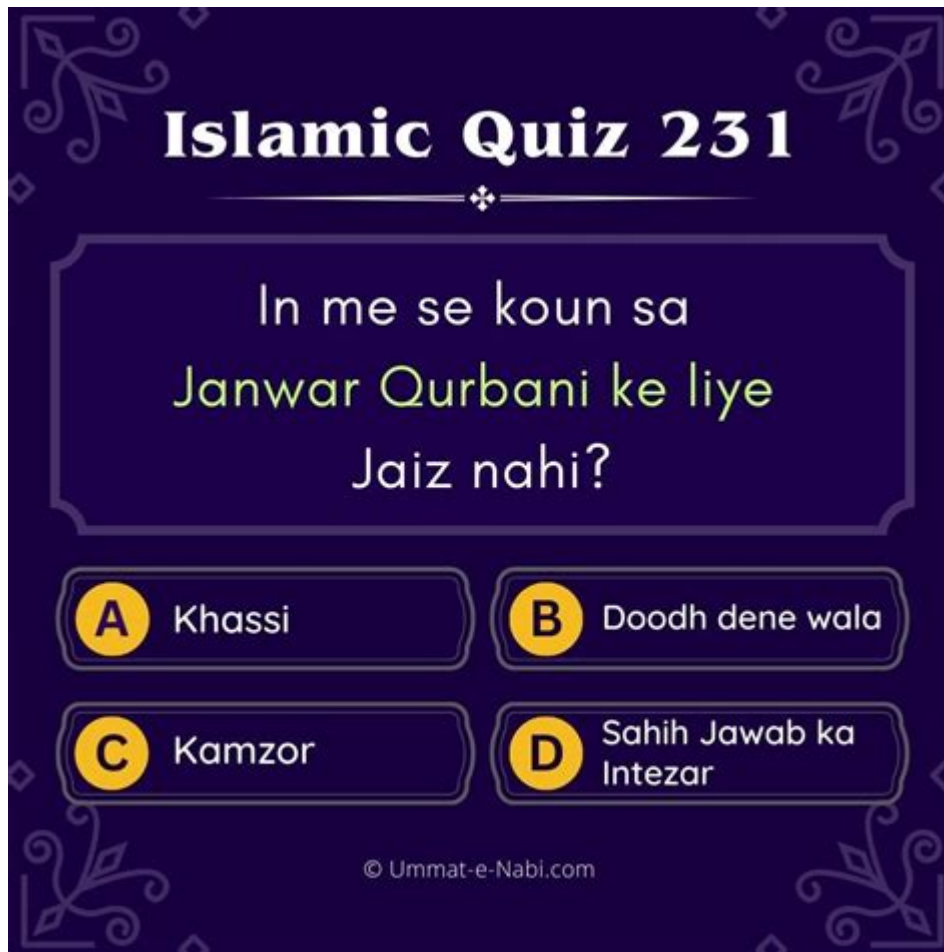 Islamic Quiz 231
In me se koun sa
Janwar Qurbani ke liye
Jaiz nahi?
A Khassi
B Doodh dene wala
C Kamzor
D Sahih Jawab ka
Intezar
© Ummat-e-Nabi.com